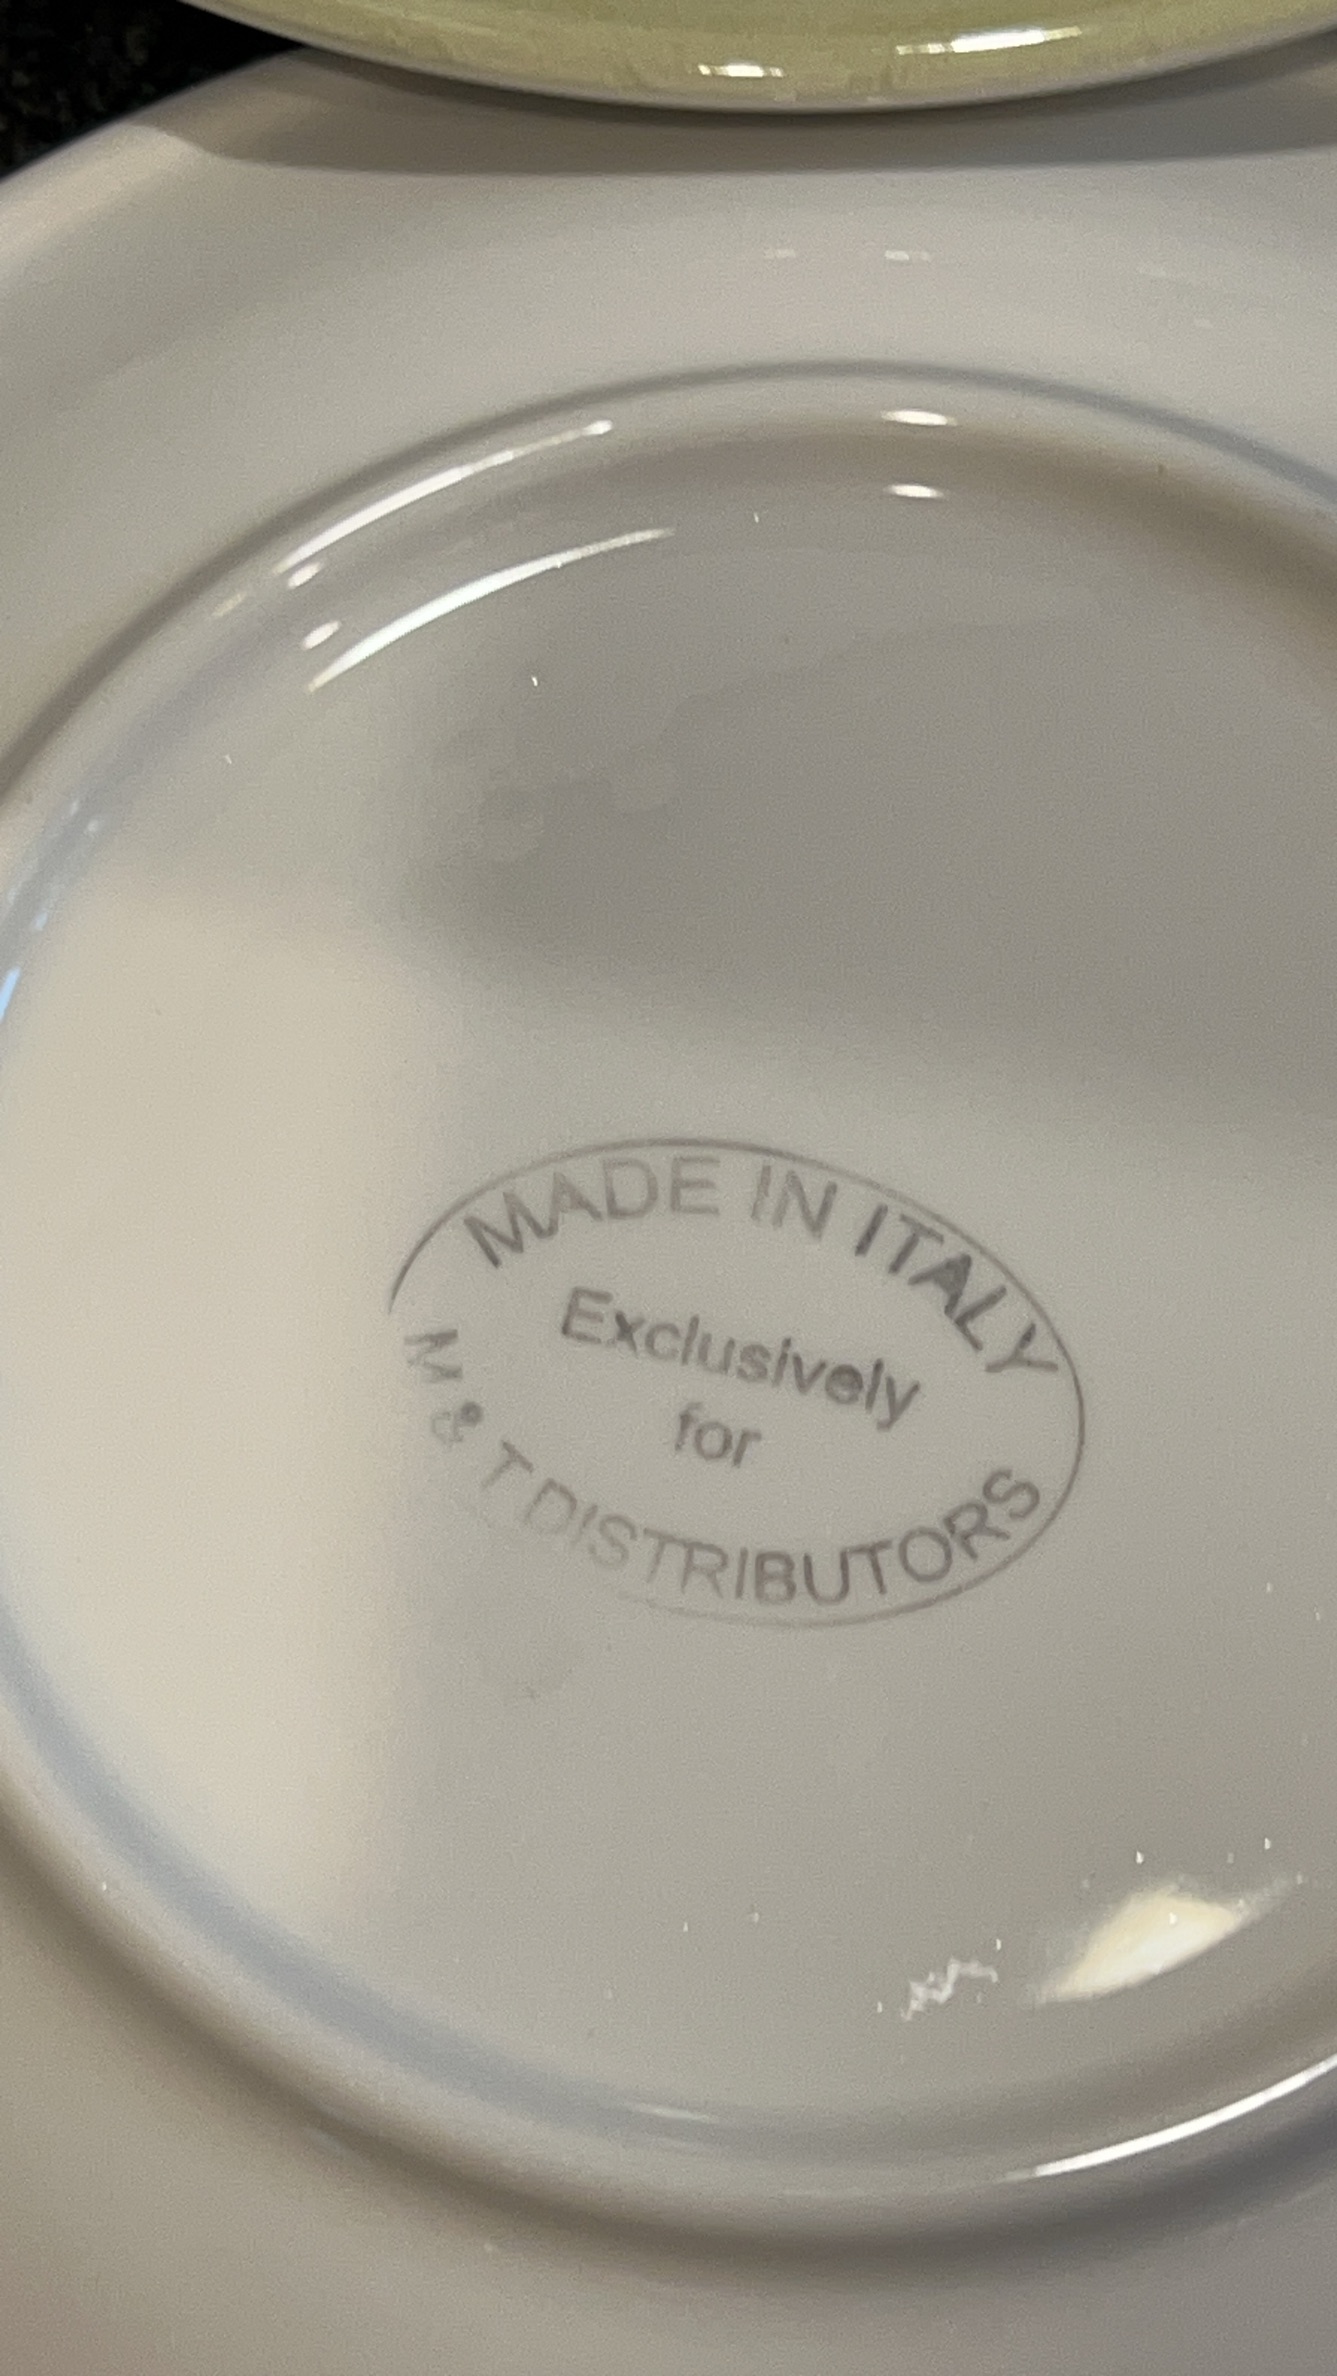 MADE IN ITALY
Exclusively
for
M & T DISTRIBUTORS